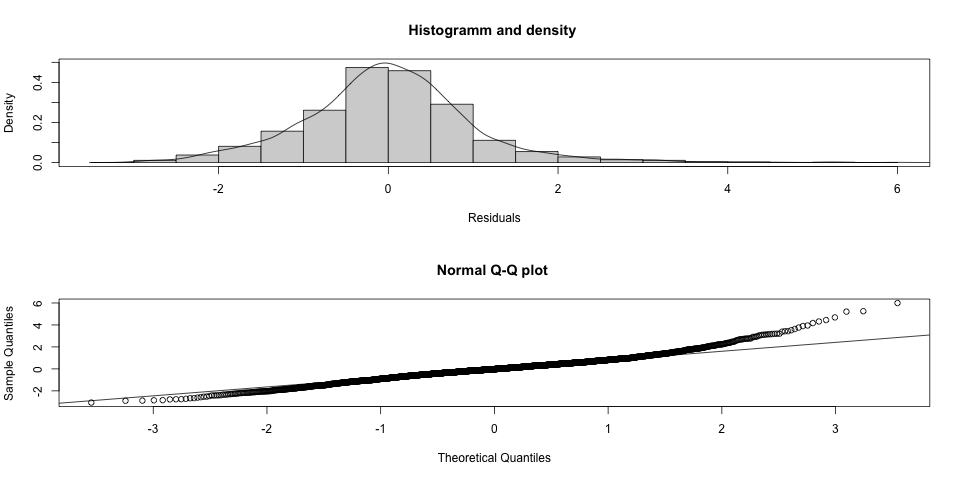 Histogramm and density
Density
0.0 0.2 0.4
-2 0 2 4 6
Residuals
Normal Q-Q plot
Sample Quantiles
-2 0 2 4 6
-3 -2 -1 0 1 2 3
Theoretical Quantiles